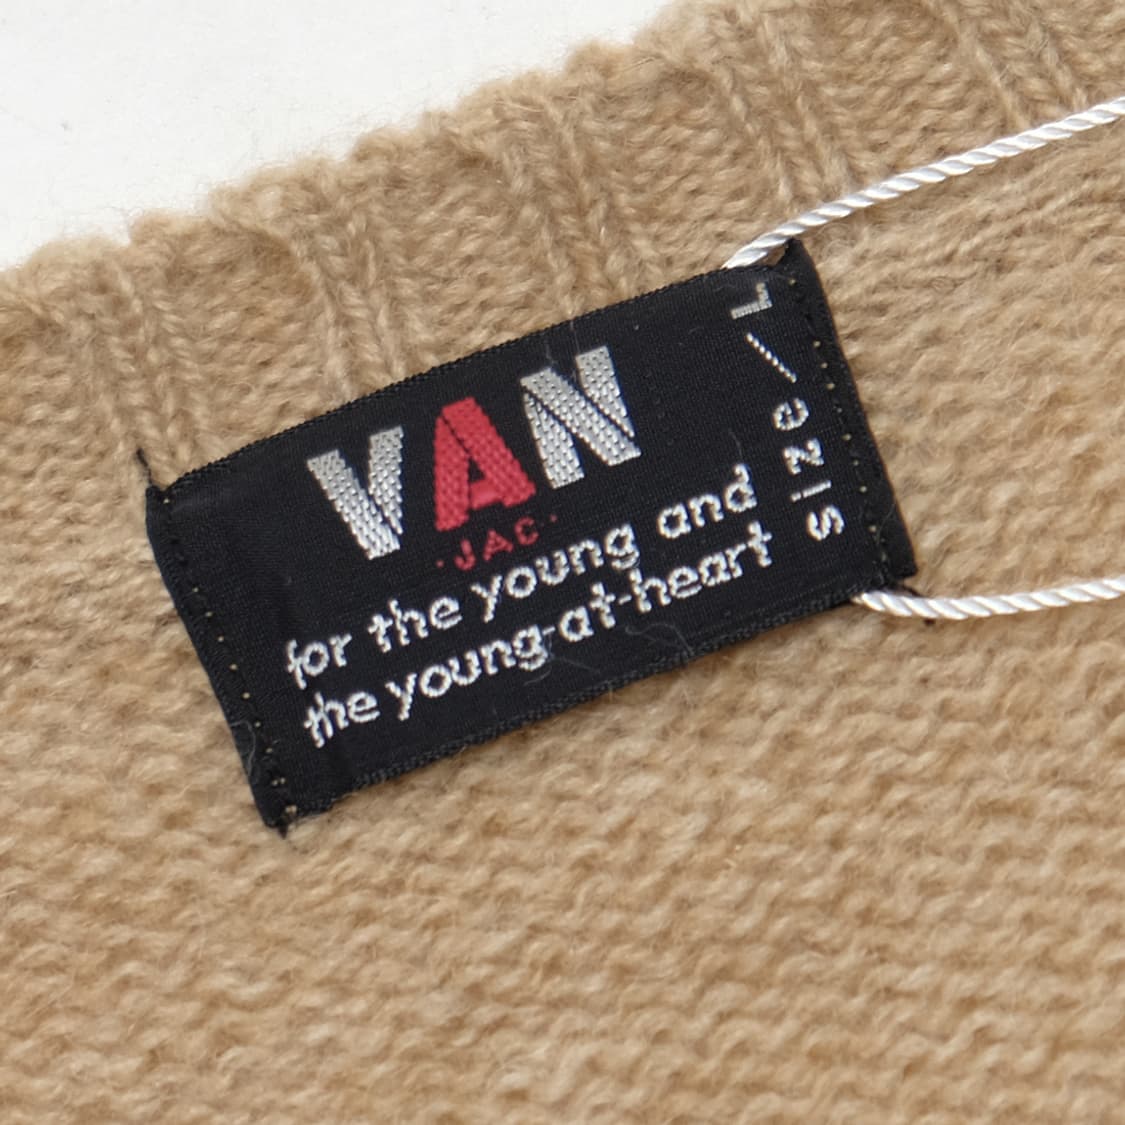 VAN
·JAC·
for the young and
the young-at-heart
size/L